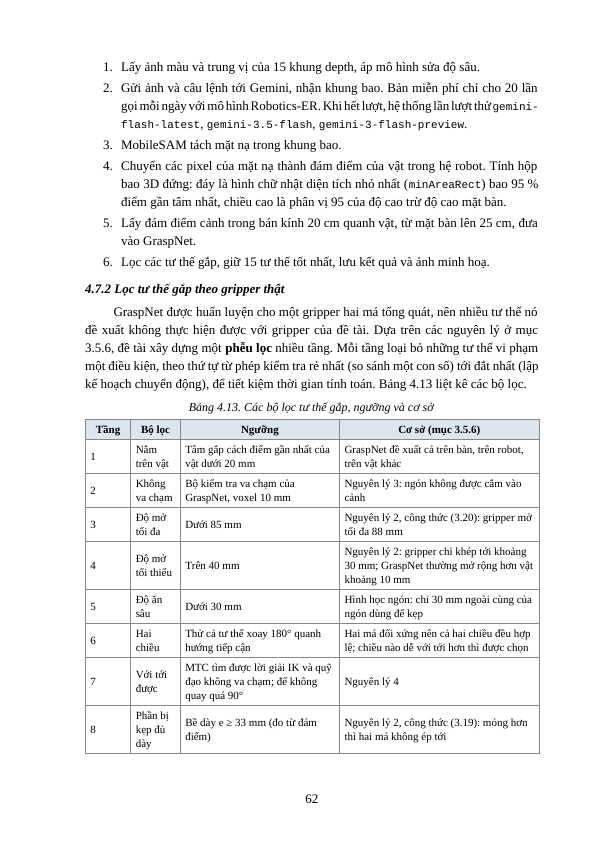 1. Lấy ảnh màu và trung vị của 15 khung depth, áp mô hình sửa độ sâu.
2. Gửi ảnh và câu lệnh tới Gemini, nhận khung bao. Bản miễn phí chỉ cho 20 lần
gọi mỗi ngày với mô hình Robotics-ER. Khi hết lượt, hệ thống lần lượt thử gemini-
flash-latest, gemini-3.5-flash, gemini-3-flash-preview.
3. MobileSAM tách mặt nạ trong khung bao.
4. Chuyển các pixel của mặt nạ thành đám điểm của vật trong hệ robot. Tính hộp
bao 3D đứng: đáy là hình chữ nhật diện tích nhỏ nhất (minAreaRect) bao 95 %
điểm gần tâm nhất, chiều cao là phân vị 95 của độ cao trừ độ cao mặt bàn.
5. Lấy đám điểm cảnh trong bán kính 20 cm quanh vật, từ mặt bàn lên 25 cm, đưa
vào GraspNet.
6. Lọc các tư thế gắp, giữ 15 tư thế tốt nhất, lưu kết quả và ảnh minh hoạ.
4.7.2 Lọc tư thế gắp theo gripper thật
GraspNet được huấn luyện cho một gripper hai má tổng quát, nên nhiều tư thế nó
đề xuất không thực hiện được với gripper của đề tài. Dựa trên các nguyên lý ở mục
3.5.6, đề tài xây dựng một phễu lọc nhiều tầng. Mỗi tầng loại bỏ những tư thế vi phạm
một điều kiện, theo thứ tự từ phép kiểm tra rẻ nhất (so sánh một con số) tới đắt nhất (lập
kế hoạch chuyển động), để tiết kiệm thời gian tính toán. Bảng 4.13 liệt kê các bộ lọc.
Bảng 4.13. Các bộ lọc tư thế gắp, ngưỡng và cơ sở
Tầng Bộ lọc Ngưỡng Cơ sở (mục 3.5.6)
1
Nằm
trên vật
Tâm gắp cách điểm gần nhất của
vật dưới 20 mm
GraspNet đề xuất cả trên bàn, trên robot,
trên vật khác
2
Không
va chạm
Bộ kiểm tra va chạm của
GraspNet, voxel 10 mm
Nguyên lý 3: ngón không được cắm vào
cảnh
3
Độ mở
tối đa
Dưới 85 mm
Nguyên lý 2, công thức (3.20): gripper mở
tối đa 88 mm
4
Độ mở
tối thiểu
Trên 40 mm
Nguyên lý 2: gripper chỉ khép tới khoảng
30 mm; GraspNet thường mở rộng hơn vật
khoảng 10 mm
5
Độ ăn
sâu
Dưới 30 mm
Hình học ngón: chỉ 30 mm ngoài cùng của
ngón dùng để kẹp
6
Hai
chiều
Thử cả tư thế xoay 180° quanh
hướng tiếp cận
Hai má đối xứng nên cả hai chiều đều hợp
lệ; chiều nào dễ với tới hơn thì được chọn
7
Với tới
được
MTC tìm được lời giải IK và quỹ
đạo không va chạm; đế không
quay quá 90°
Nguyên lý 4
8
Phần bị
kẹp đủ
dày
Bề dày e ≥ 33 mm (đo từ đám
điểm)
Nguyên lý 2, công thức (3.19): mỏng hơn
thì hai má không ép tới
62